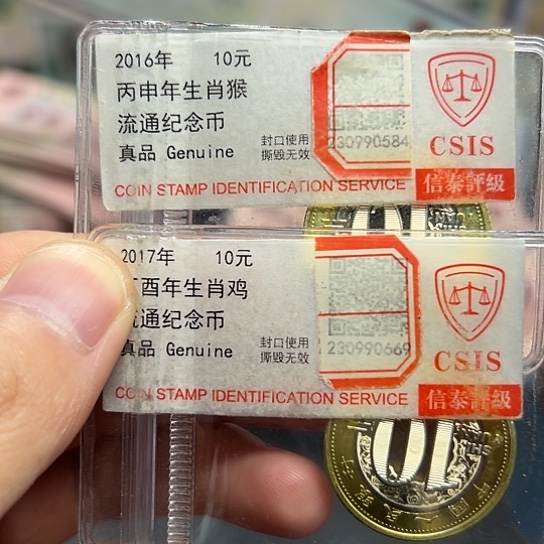 2016年 10元
丙申年生肖猴
流通纪念币
真品 Genuine
封口使用
撕毁无效
230990584
CSIS
COIN STAMP IDENTIFICATION SERVICE
信泰評級
2017年 10元
酉年生肖鸡
通纪念币
真品 Genuine
封口使用
撕毁无效
230990669
CSIS
COIN STAMP IDENTIFICATION SERVICE
信泰評級
10